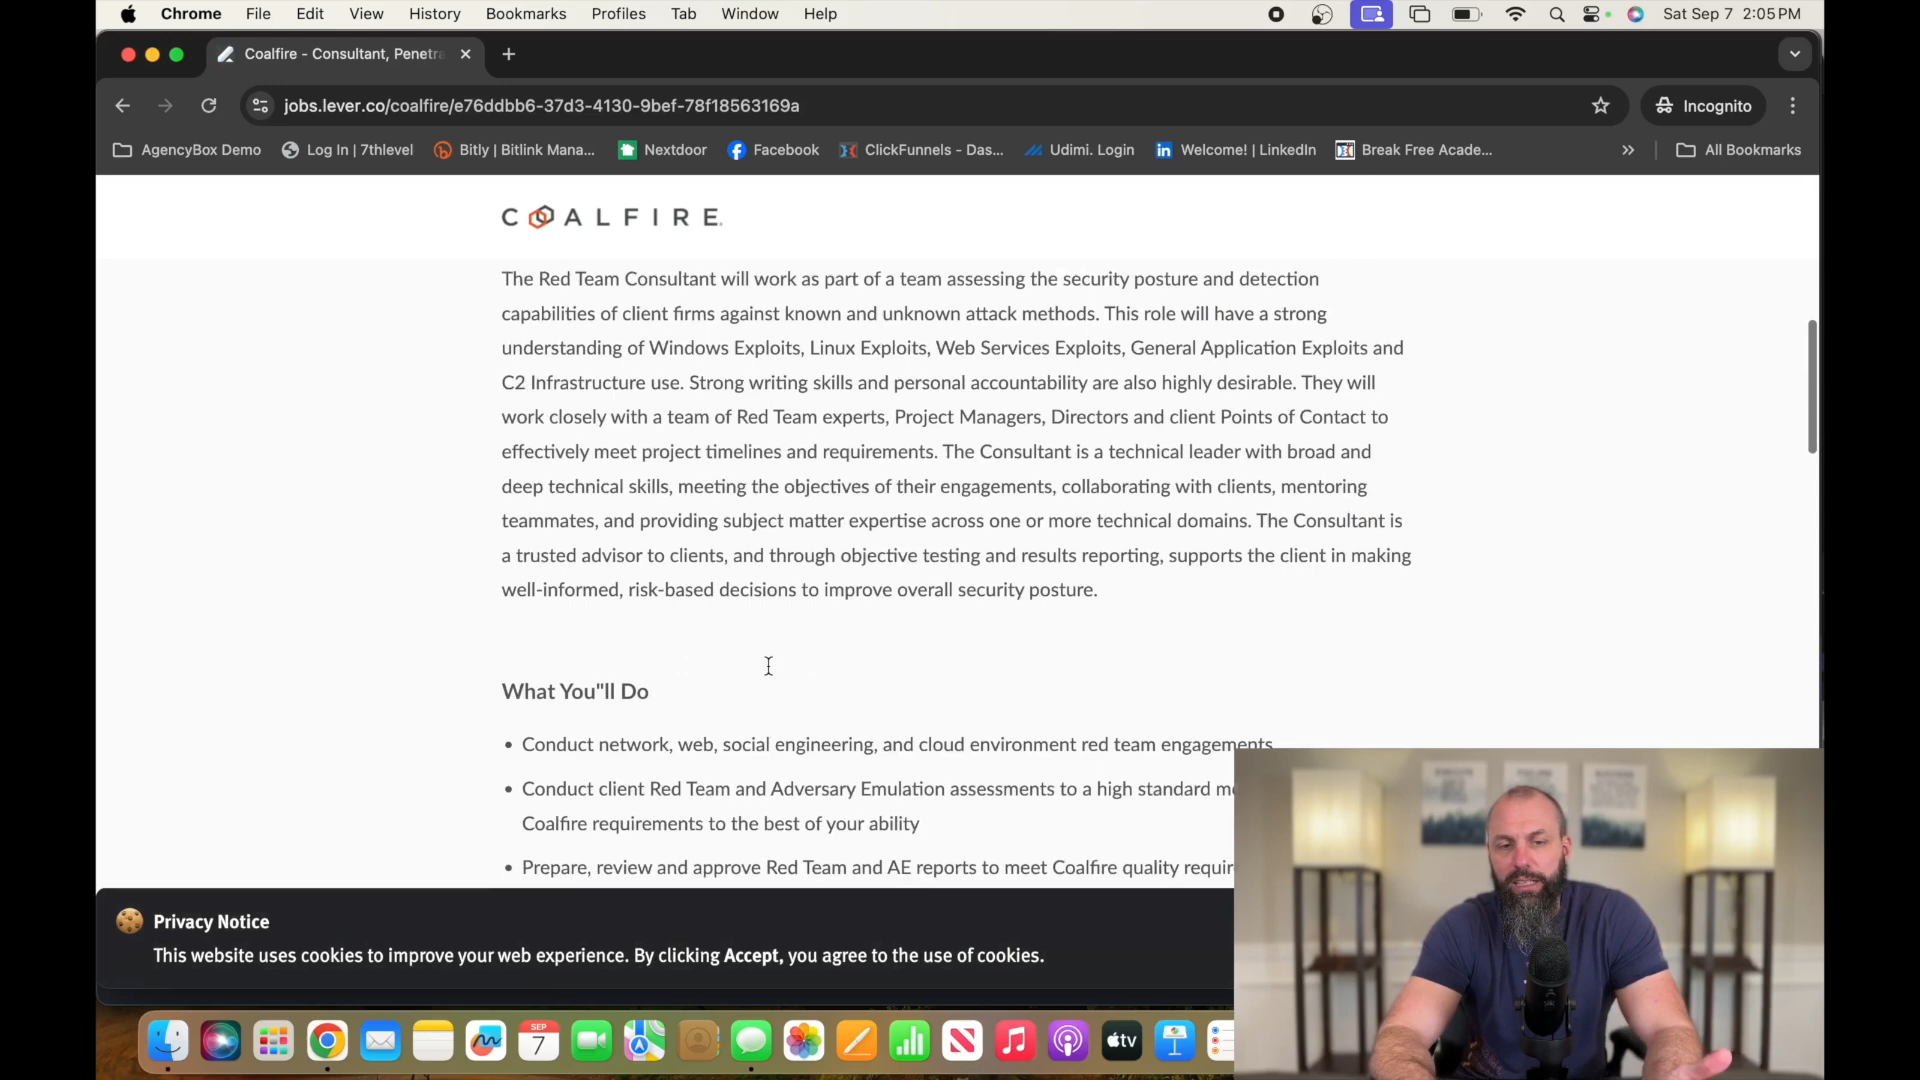 Chrome File Edit View History Bookmarks Profiles Tab Window Help Sat Sep 7 2:05 PM
Coalfire - Consultant, Penetra
jobs.lever.co/coalfire/e76ddbb6-37d3-4130-9bef-78f18563169a Incognito
AgencyBox Demo Log In | 7thlevel Bitly | Bitlink Mana... Nextdoor Facebook ClickFunnels - Das... Udimi. Login Welcome! | LinkedIn Break Free Acade... » All Bookmarks
COALFIRE.
The Red Team Consultant will work as part of a team assessing the security posture and detection
capabilities of client firms against known and unknown attack methods. This role will have a strong
understanding of Windows Exploits, Linux Exploits, Web Services Exploits, General Application Exploits and
C2 Infrastructure use. Strong writing skills and personal accountability are also highly desirable. They will
work closely with a team of Red Team experts, Project Managers, Directors and client Points of Contact to
effectively meet project timelines and requirements. The Consultant is a technical leader with broad and
deep technical skills, meeting the objectives of their engagements, collaborating with clients, mentoring
teammates, and providing subject matter expertise across one or more technical domains. The Consultant is
a trusted advisor to clients, and through objective testing and results reporting, supports the client in making
well-informed, risk-based decisions to improve overall security posture.
What You"ll Do
• Conduct network, web, social engineering, and cloud environment red team engagements
• Conduct client Red Team and Adversary Emulation assessments to a high standard
Coalfire requirements to the best of your ability
• Prepare, review and approve Red Team and AE reports to meet Coalfire quality
Privacy Notice
This website uses cookies to improve your web experience. By clicking Accept, you agree to the use of cookies.
SEP
7
tv